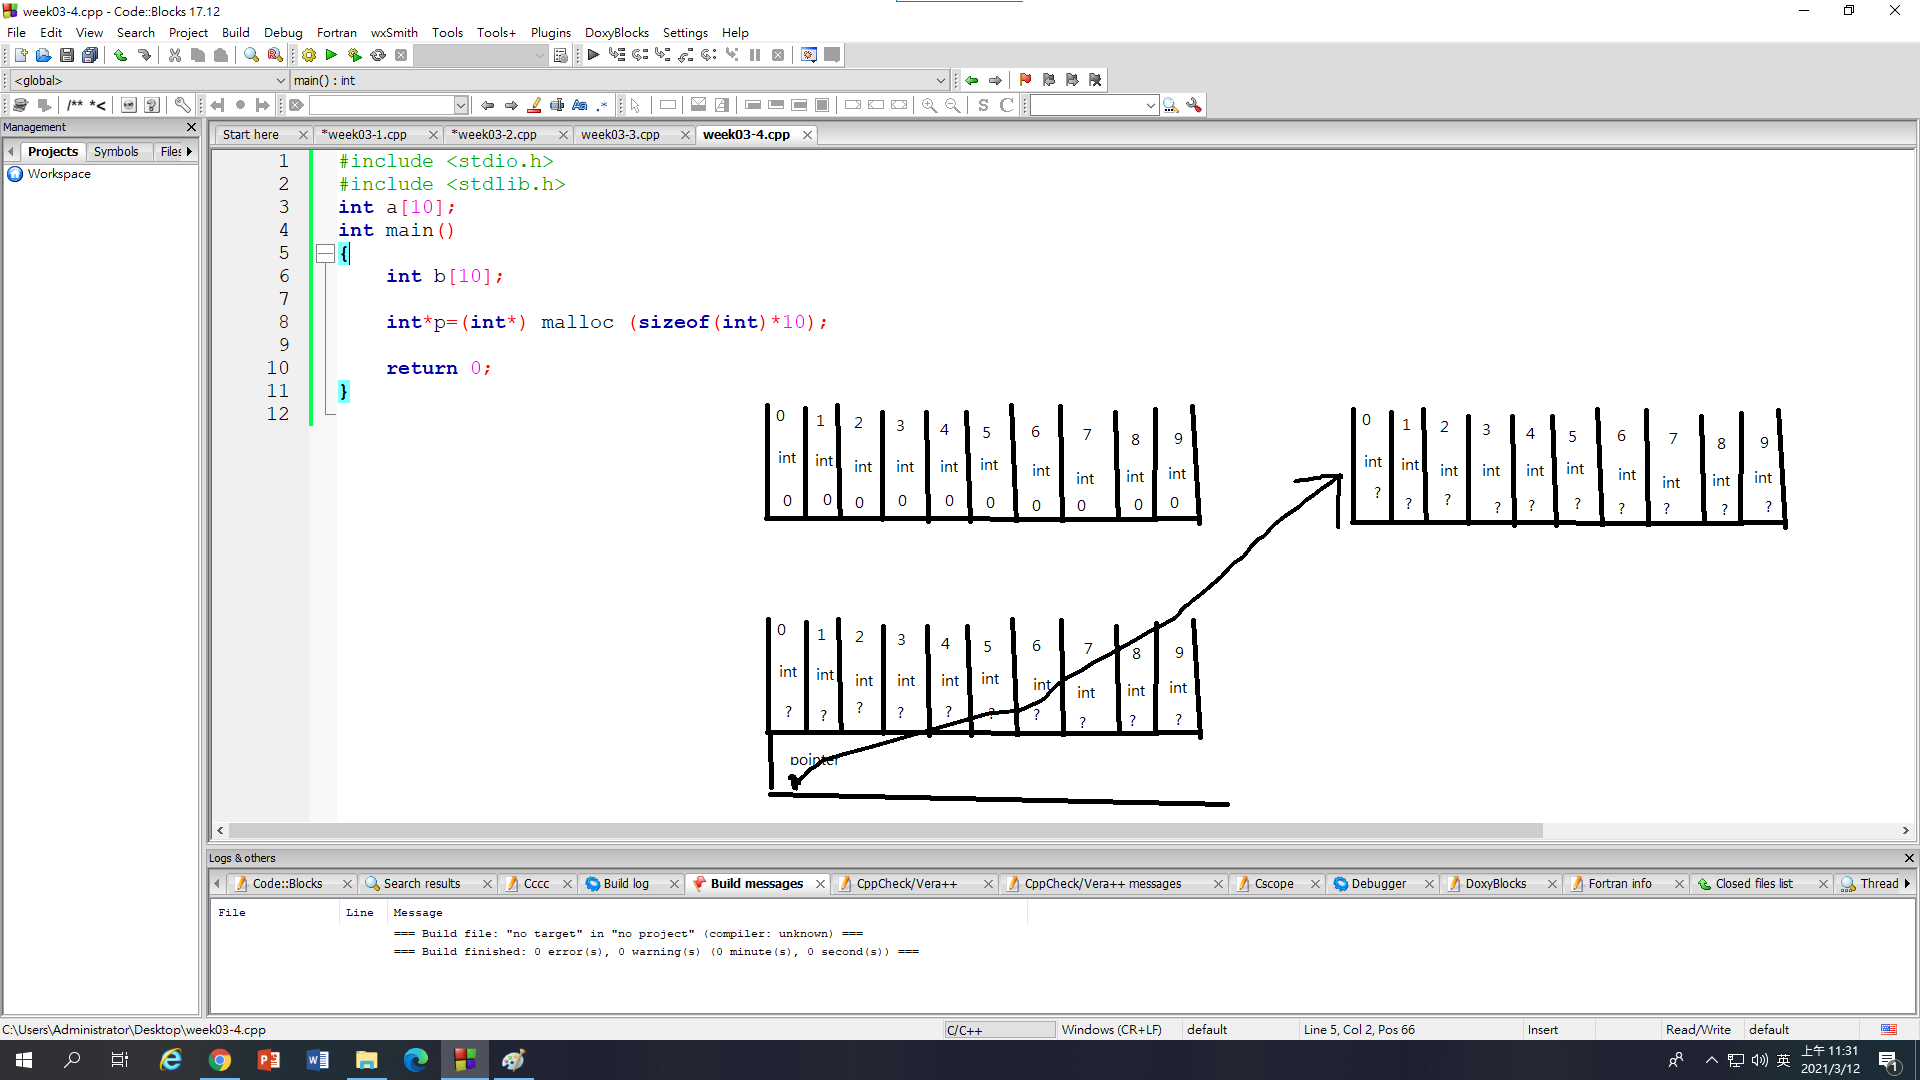 week03-4.cpp - Code::Blocks 17.12
File Edit View Search Project Build Debug Fortran wxSmith Tools Tools+ Plugins DoxyBlocks Settings Help
<global> main() : int
/** *< Aa .* S C
Management
Projects Symbols Files
Workspace
Start here *week03-1.cpp *week03-2.cpp week03-3.cpp week03-4.cpp
1 #include <stdio.h>
2 #include <stdlib.h>
3 int a[10];
4 int main()
5 {
6 int b[10];
7
8 int*p=(int*) malloc (sizeof(int)*10);
9
10 return 0;
11 }
12
0 1 2 3 4 5 6 7 8 9
int int int int int int int int int int
0 0 0 0 0 0 0 0 0 0
0 1 2 3 4 5 6 7 8 9
int int int int int int int int int int
? ? ? ? ? ? ? ? ? ?
0 1 2 3 4 5 6 7 8 9
int int int int int int int int int int
? ? ? ? ? ? ? ? ? ?
pointer
Logs & others
Code::Blocks Search results Cccc Build log Build messages CppCheck/Vera++ CppCheck/Vera++ messages Cscope Debugger DoxyBlocks Fortran info Closed files list Thread
File Line Message
=== Build file: "no target" in "no project" (compiler: unknown) ===
=== Build finished: 0 error(s), 0 warning(s) (0 minute(s), 0 second(s)) ===
C:\Users\Administrator\Desktop\week03-4.cpp C/C++ Windows (CR+LF) default Line 5, Col 2, Pos 66 Insert Read/Write default
英 上午 11:31
2021/3/12 1